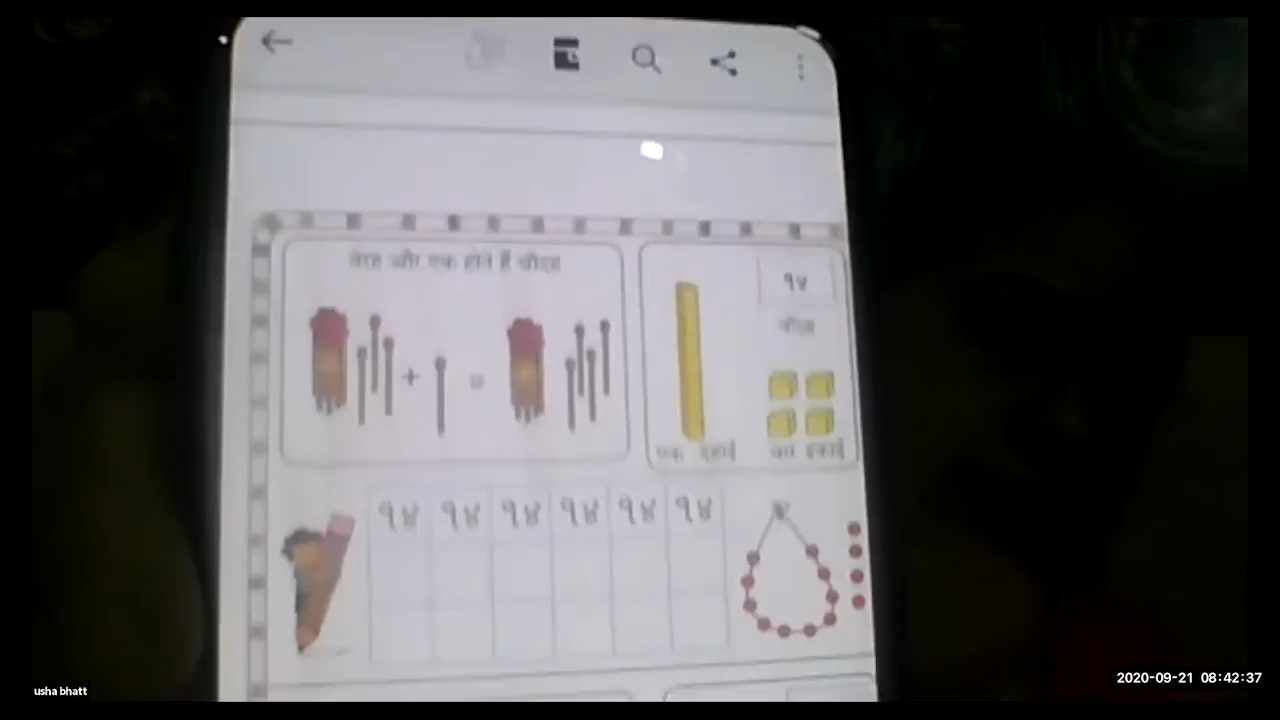 तेरह और एक होते हैं चौदह
१४
चौदह
एक दहाई
चार इकाई
१४ १४ १४ १४ १४ १४
usha bhatt
2020-09-21 08:42:37